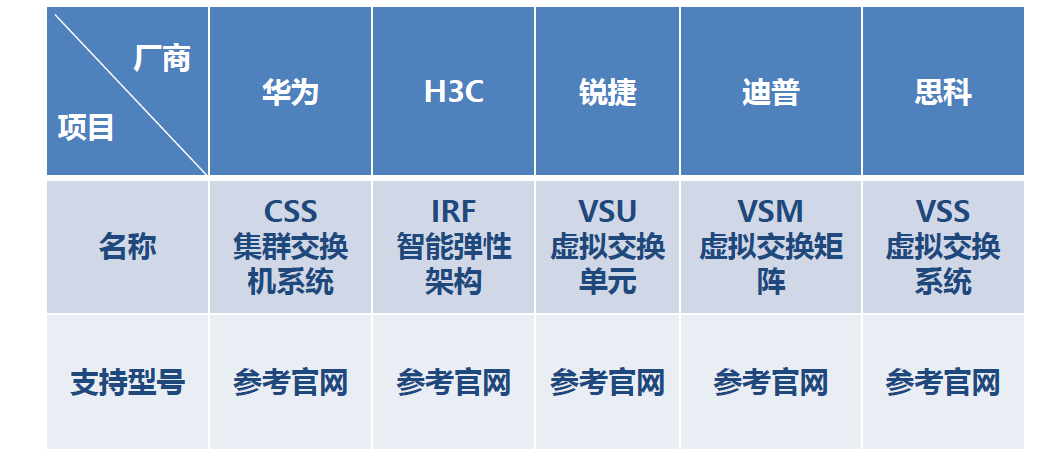 厂商
项目
华为
H3C
锐捷
迪普
思科
名称
CSS
集群交换
机系统
IRF
智能弹性
架构
VSU
虚拟交换
单元
VSM
虚拟交换矩
阵
VSS
虚拟交换
系统
支持型号
参考官网
参考官网
参考官网
参考官网
参考官网